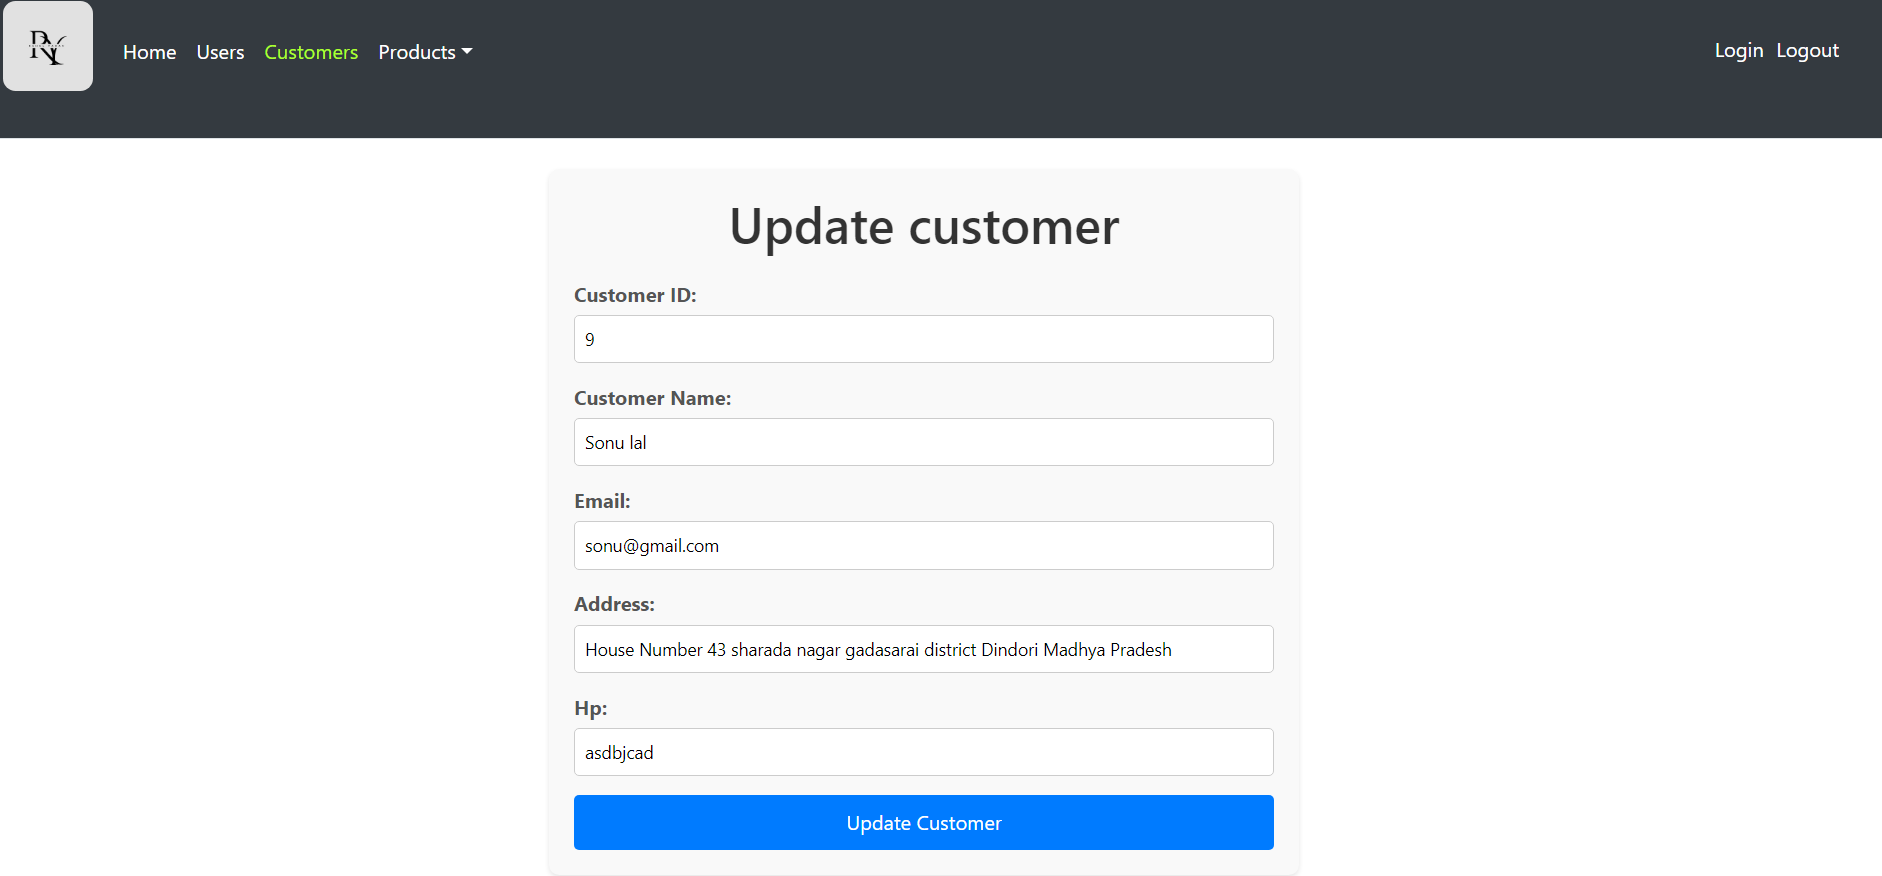 RY
Home Users Customers Products
Login Logout
Update customer
Customer ID:
9
Customer Name:
Sonu lal
Email:
sonu@gmail.com
Address:
House Number 43 sharada nagar gadasarai district Dindori Madhya Pradesh
Hp:
asdbjcad
Update Customer